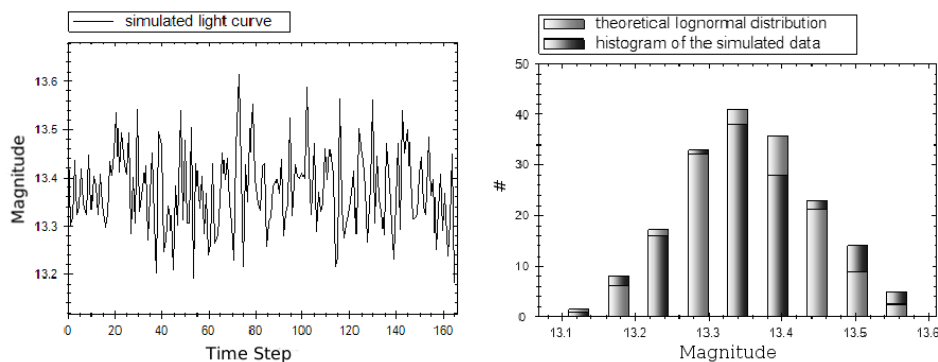 simulated light curve
Magnitude
13.6
13.5
13.4
13.3
13.2
0 20 40 60 80 100 120 140 160
Time Step
theoretical lognormal distribution
histogram of the simulated data
#
50
40
30
20
10
0
13.1 13.2 13.3 13.4 13.5 13.6
Magnitude